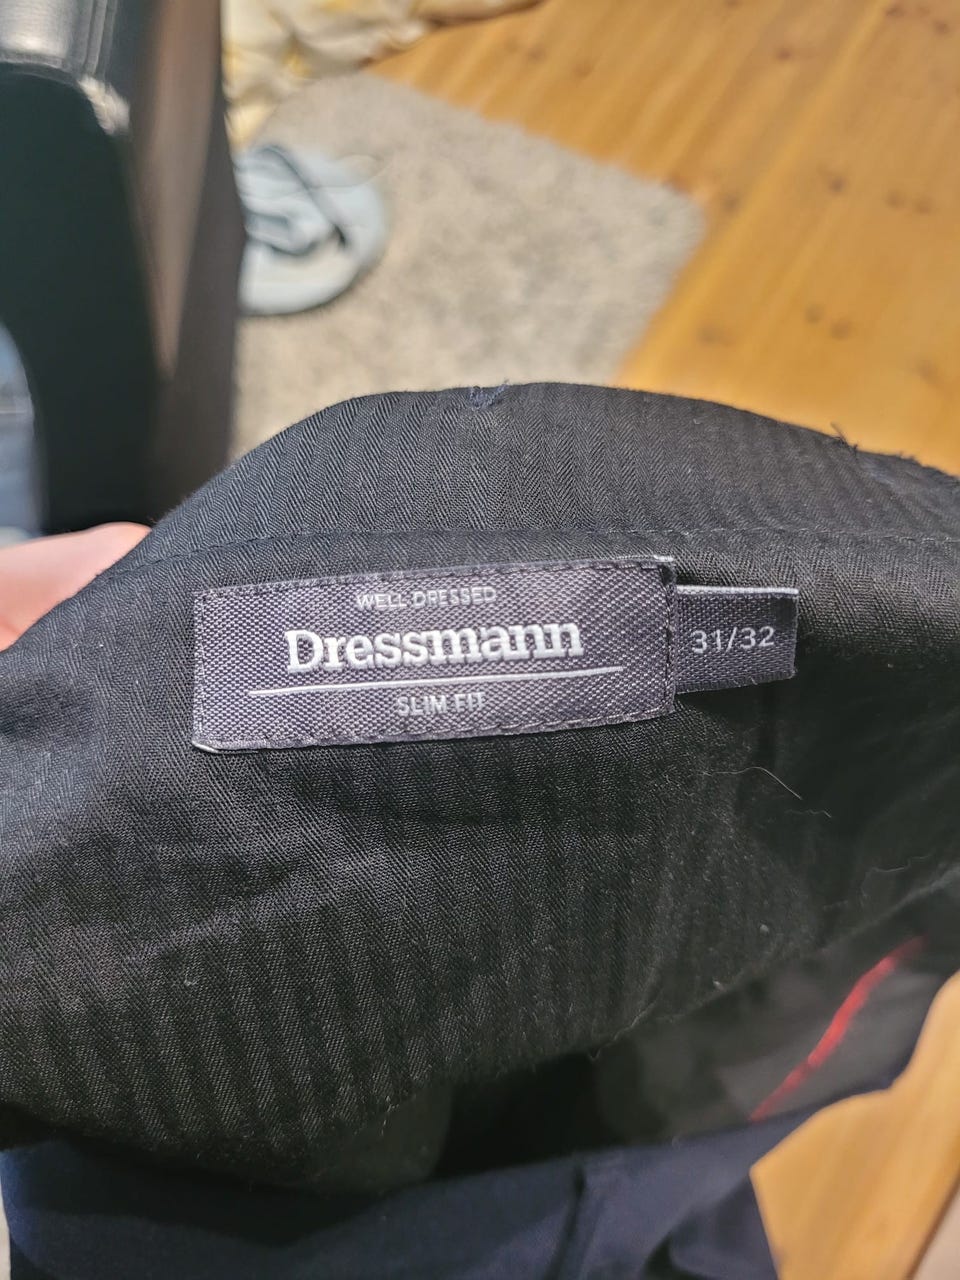 WELL DRESSED
Dressmann
SLIM FIT
31/32